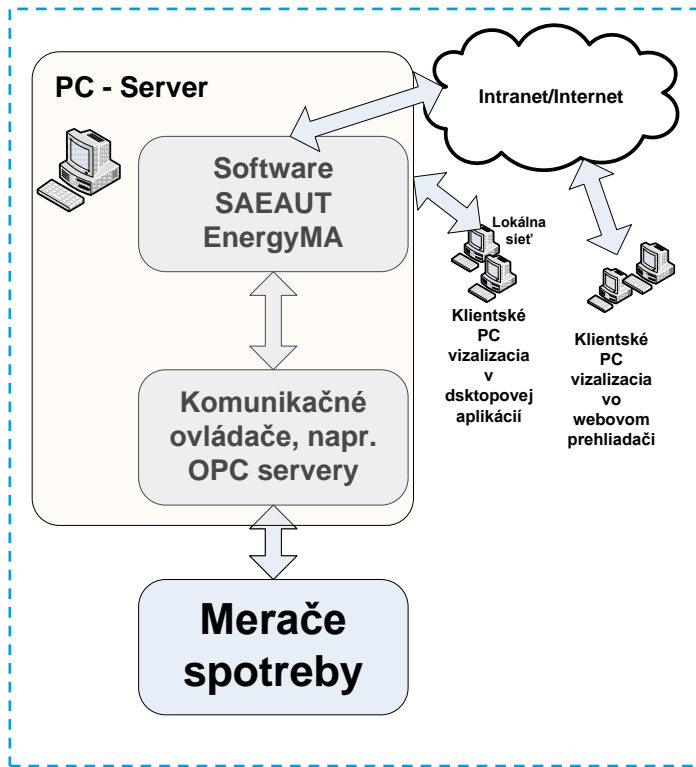 PC - Server
Intranet/Internet
Software
SAEAUT
EnergyMA
Lokálna
sieť
Klientské
PC
vizalizacia
v
dsktopovej
aplikácií
Klientské
PC
vizalizacia
vo
webovom
prehliadači
Komunikačné
ovládače, napr.
OPC servery
Merače
spotreby